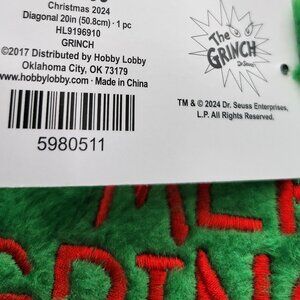 Christmas 2024
Diagonal 20in (50.8cm) · 1 pc
HL9196910
GRINCH
©2017 Distributed by Hobby Lobby
Oklahoma City, OK 73179
www.hobbylobby.com · Made in China
5980511
The
GRINCH
Dr. Seuss
TM & © 2024 Dr. Seuss Enterprises,
L.P. All Rights Reserved.